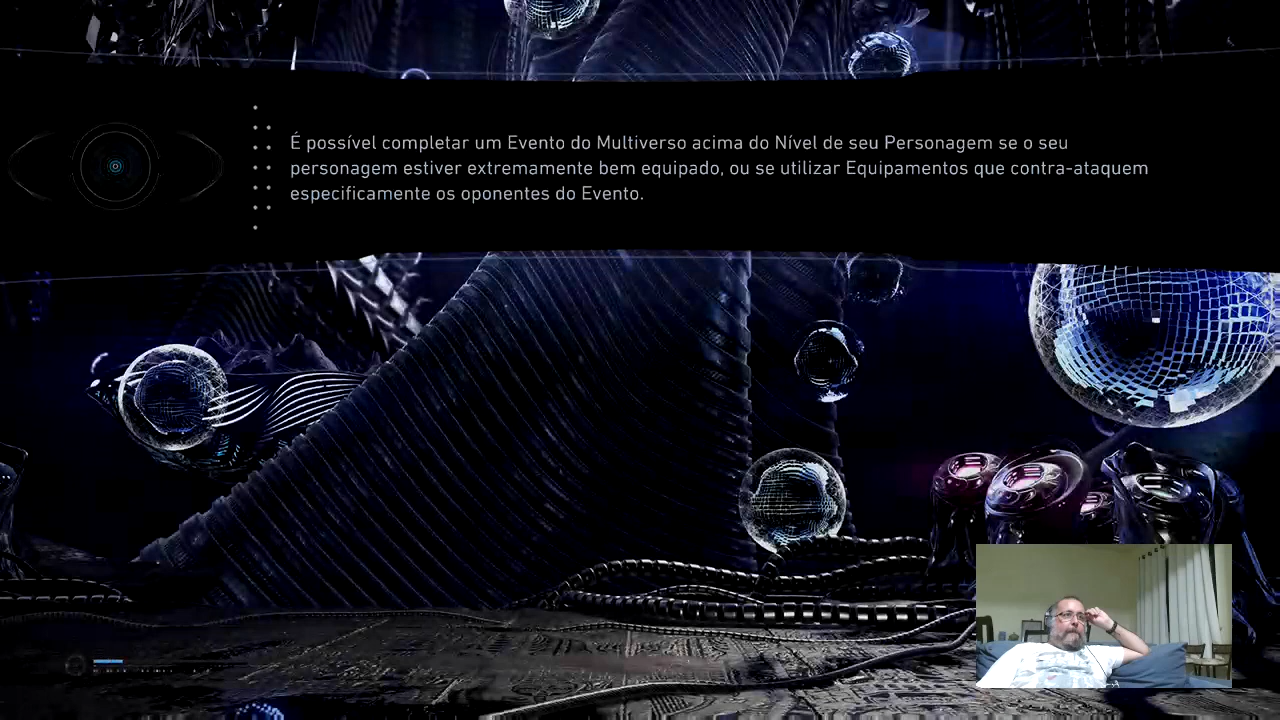 É possível completar um Evento do Multiverso acima do Nível de seu Personagem se o seu
personagem estiver extremamente bem equipado, ou se utilizar Equipamentos que contra-ataquem
especificamente os oponentes do Evento.